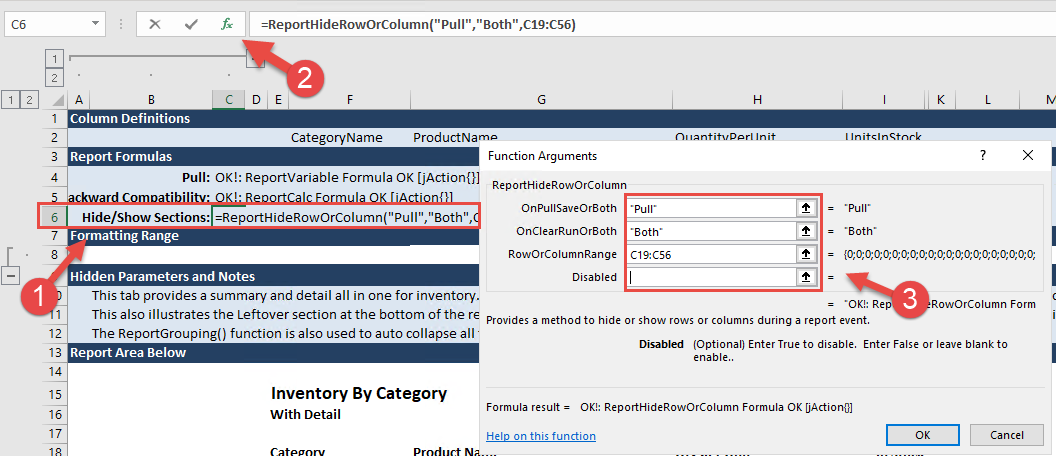 C6 fx =ReportHideRowOrColumn("Pull","Both",C19:C56)
1
2
2
1 2 A B C D E F G H I K L M
1 Column Definitions
2 CategoryName ProductName QuantityPerUnit UnitsInStock
3 Report Formulas
4 Pull: OK!: ReportVariable Formula OK [jAction{}]
5 ackward Compatibility: OK!: ReportCalc Formula OK [jAction{}]
6 Hide/Show Sections: =ReportHideRowOrColumn("Pull","Both",C
7 Formatting Range
8
1
Hidden Parameters and Notes
10 This tab provides a summary and detail all in one for inventory.
11 This also illustrates the Leftover section at the bottom of the re
12 The ReportGrouping() function is also used to auto collapse all
13 Report Area Below
14
15 Inventory By Category
16 With Detail
17
18 Category Product Name
Function Arguments ? ×
ReportHideRowOrColumn
OnPullSaveOrBoth "Pull" = "Pull"
OnClearRunOrBoth "Both" = "Both"
RowOrColumnRange C19:C56 = {0;0;0;0;0;0;0;0;0;0;0;0;0;0;0;0;0;0;0;
Disabled =
3
= "OK!: Repo HideRowOrColumn Form
Provides a method to hide or show rows or columns during a report event.
Disabled (Optional) Enter True to disable. Enter False or leave blank to
enable..
Formula result = OK!: ReportHideRowOrColumn Formula OK [jAction{}]
Help on this function
OK Cancel